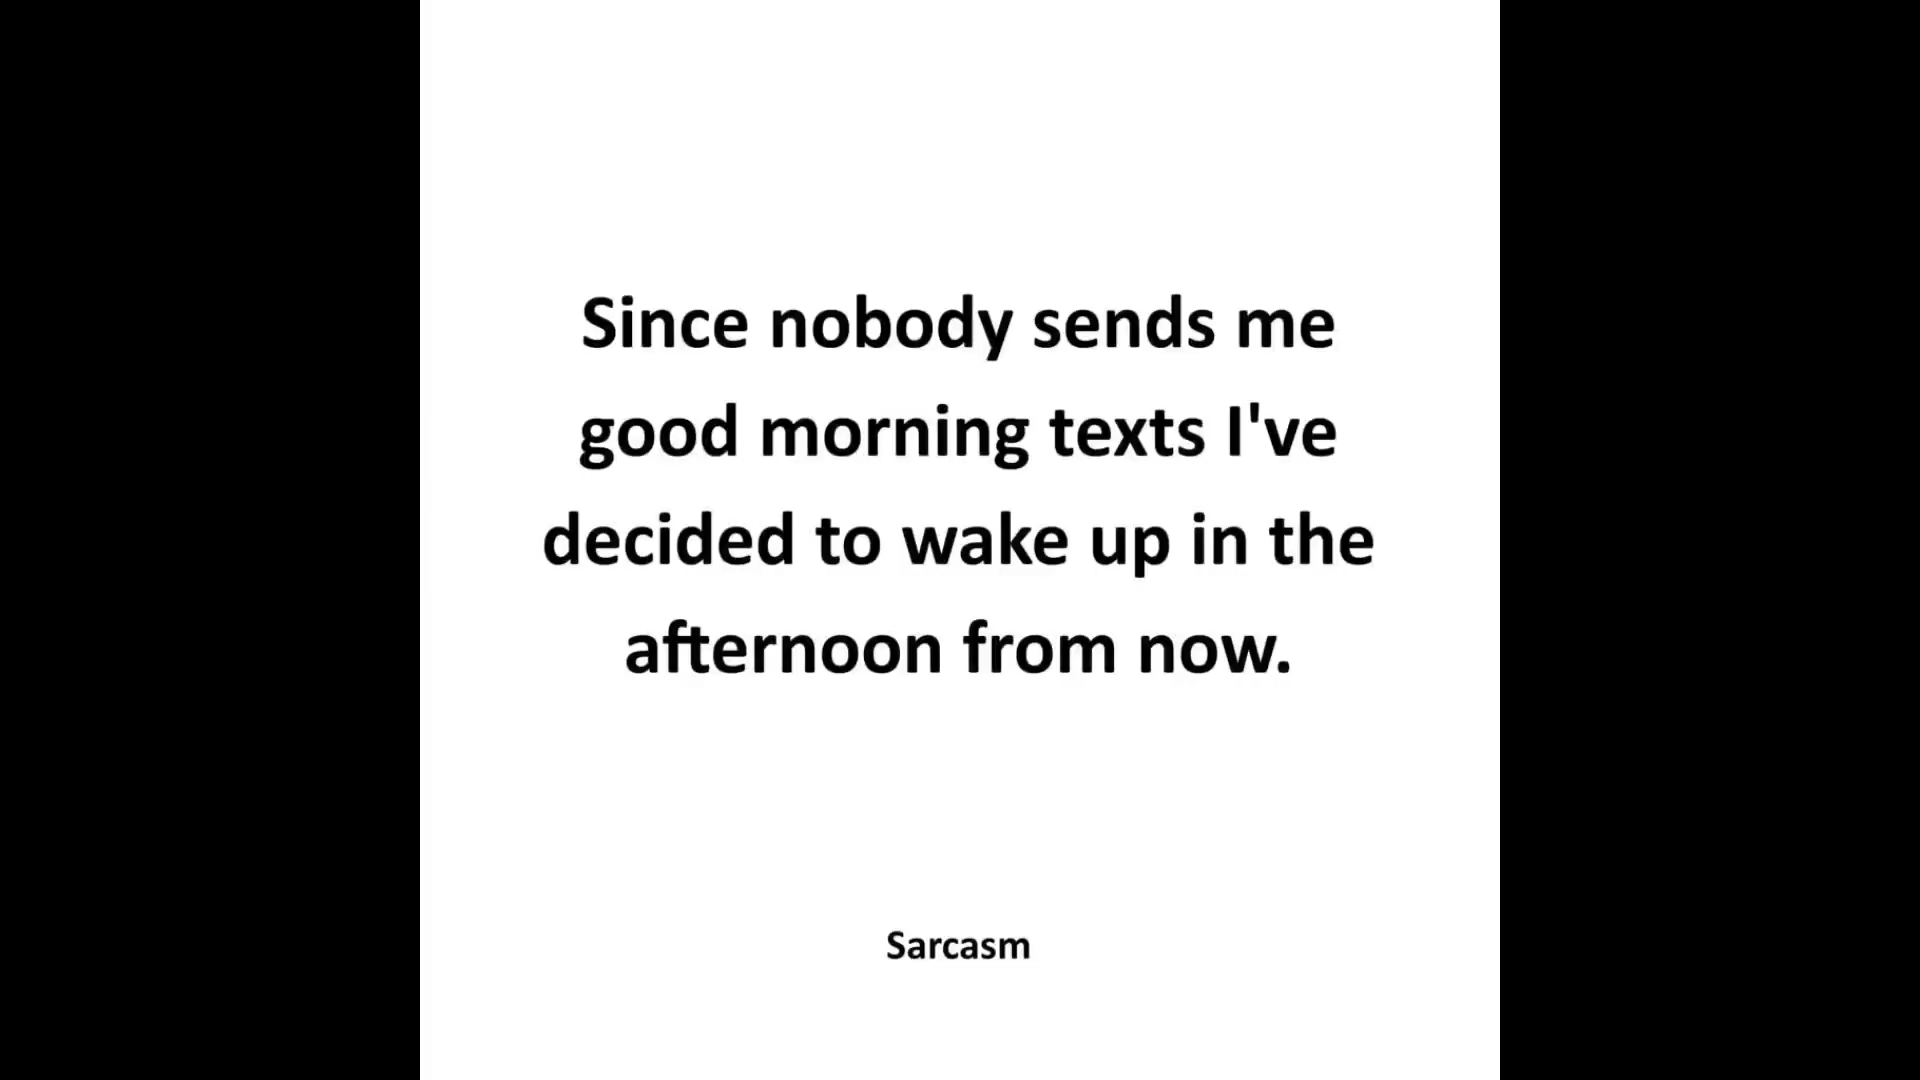 Since nobody sends me
good morning texts I've
decided to wake up in the
afternoon from now.
Sarcasm